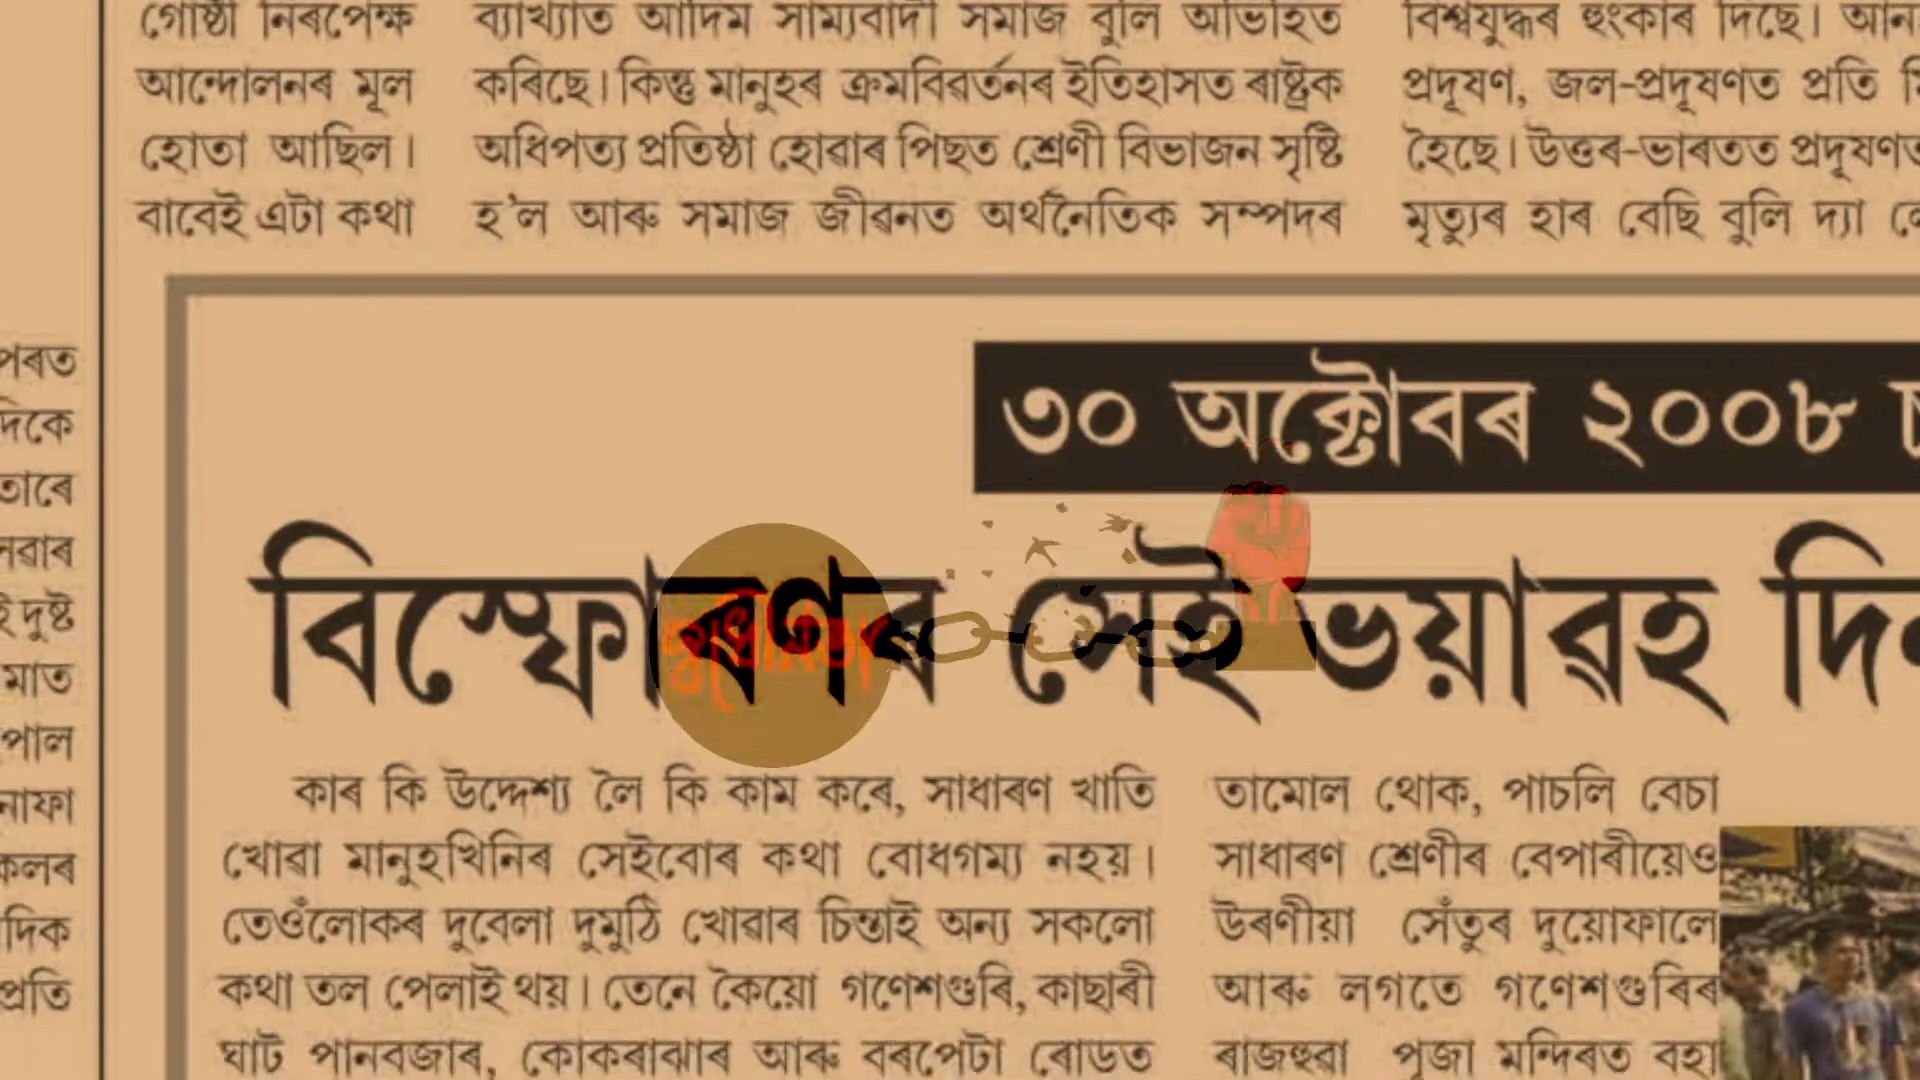 গোষ্ঠী নিৰপেক্ষ
আন্দোলনৰ মূল
হোতা আছিল।
বাবেই এটা কথা
ব্যাখ্যাত আদিম সাম্যবাদী সমাজ বুলি অভিহিত
কৰিছে। কিন্তু মানুহৰ ক্ৰমবিৱৰ্তনৰ ইতিহাসত ৰাষ্ট্ৰক
অধিপত্য প্ৰতিষ্ঠা হোৱাৰ পিছত শ্ৰেণী বিভাজন সৃষ্টি
হ'ল আৰু সমাজ জীৱনত অৰ্থনৈতিক সম্পদৰ
বিশ্বযুদ্ধৰ হুংকাৰ দিছে।
প্ৰদূষণ, জল-প্ৰদূষণত প্ৰতি
হৈছে। উত্তৰ-ভাৰতত প্ৰদূষণত
মৃত্যুৰ হাৰ বেছি বুলি দ্যা
দুষ্ট
মাত
প্ৰতি
৩০ অক্টোবৰ ২০০৮
বিস্ফোৰণৰ সেই ভয়াৱহ
কাৰ কি উদ্দেশ্য লৈ কি কাম কৰে, সাধাৰণ খাতি
খোৱা মানুহখিনিৰ সেইবোৰ কথা বোধগম্য নহয়।
তেওঁলোকৰ দুবেলা দুমুঠি খোৱাৰ চিন্তাই অন্য সকলো
কথা তল পেলাই থয়। তেনে কৈয়ো গণেশগুৰি, কাছাৰী
ঘাট পানবজাৰ, কোকৰাঝাৰ আৰু বৰপেটা ৰোডত
তামোল থোক, পাচলি বেচা
সাধাৰণ শ্ৰেণীৰ বেপাৰীয়েও
উৰণীয়া সেঁতুৰ দুয়োফালে
আৰু লগতে গণেশগুৰিৰ
ৰাজহুৱা পূজা মন্দিৰত বহা